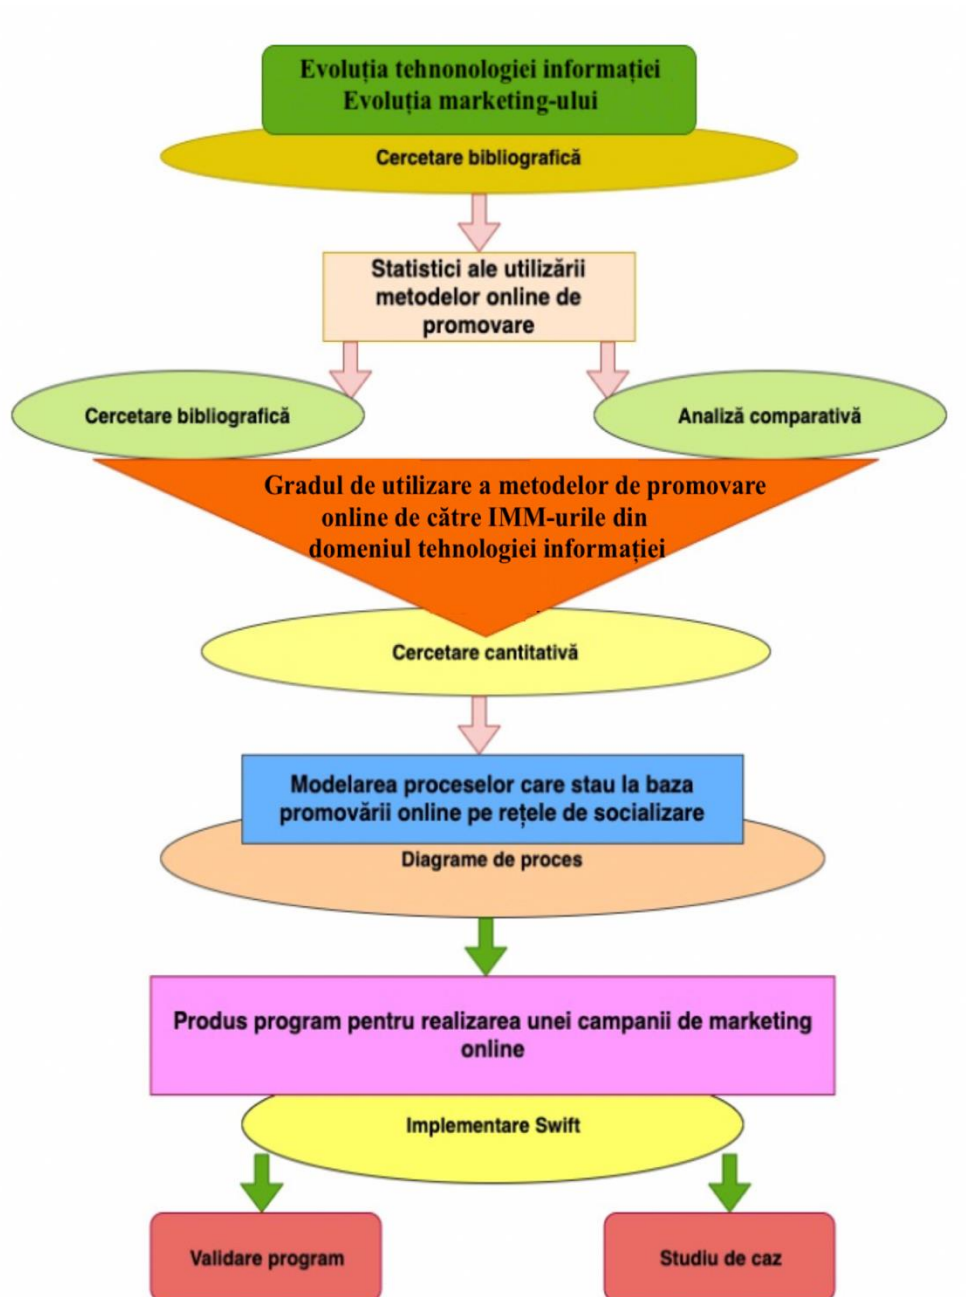 Evoluția tehnonologiei informației
Evoluția marketing-ului
Cercetare bibliografică
Statistici ale utilizării
metodelor online de
promovare
Cercetare bibliografică
Analiză comparativă
Gradul de utilizare a metodelor de promovare
online de către IMM-urile din
domeniul tehnologiei informației
Cercetare cantitativă
Modelarea proceselor care stau la baza
promovării online pe rețele de socializare
Diagrame de proces
Produs program pentru realizarea unei campanii de marketing
online
Implementare Swift
Validare program
Studiu de caz